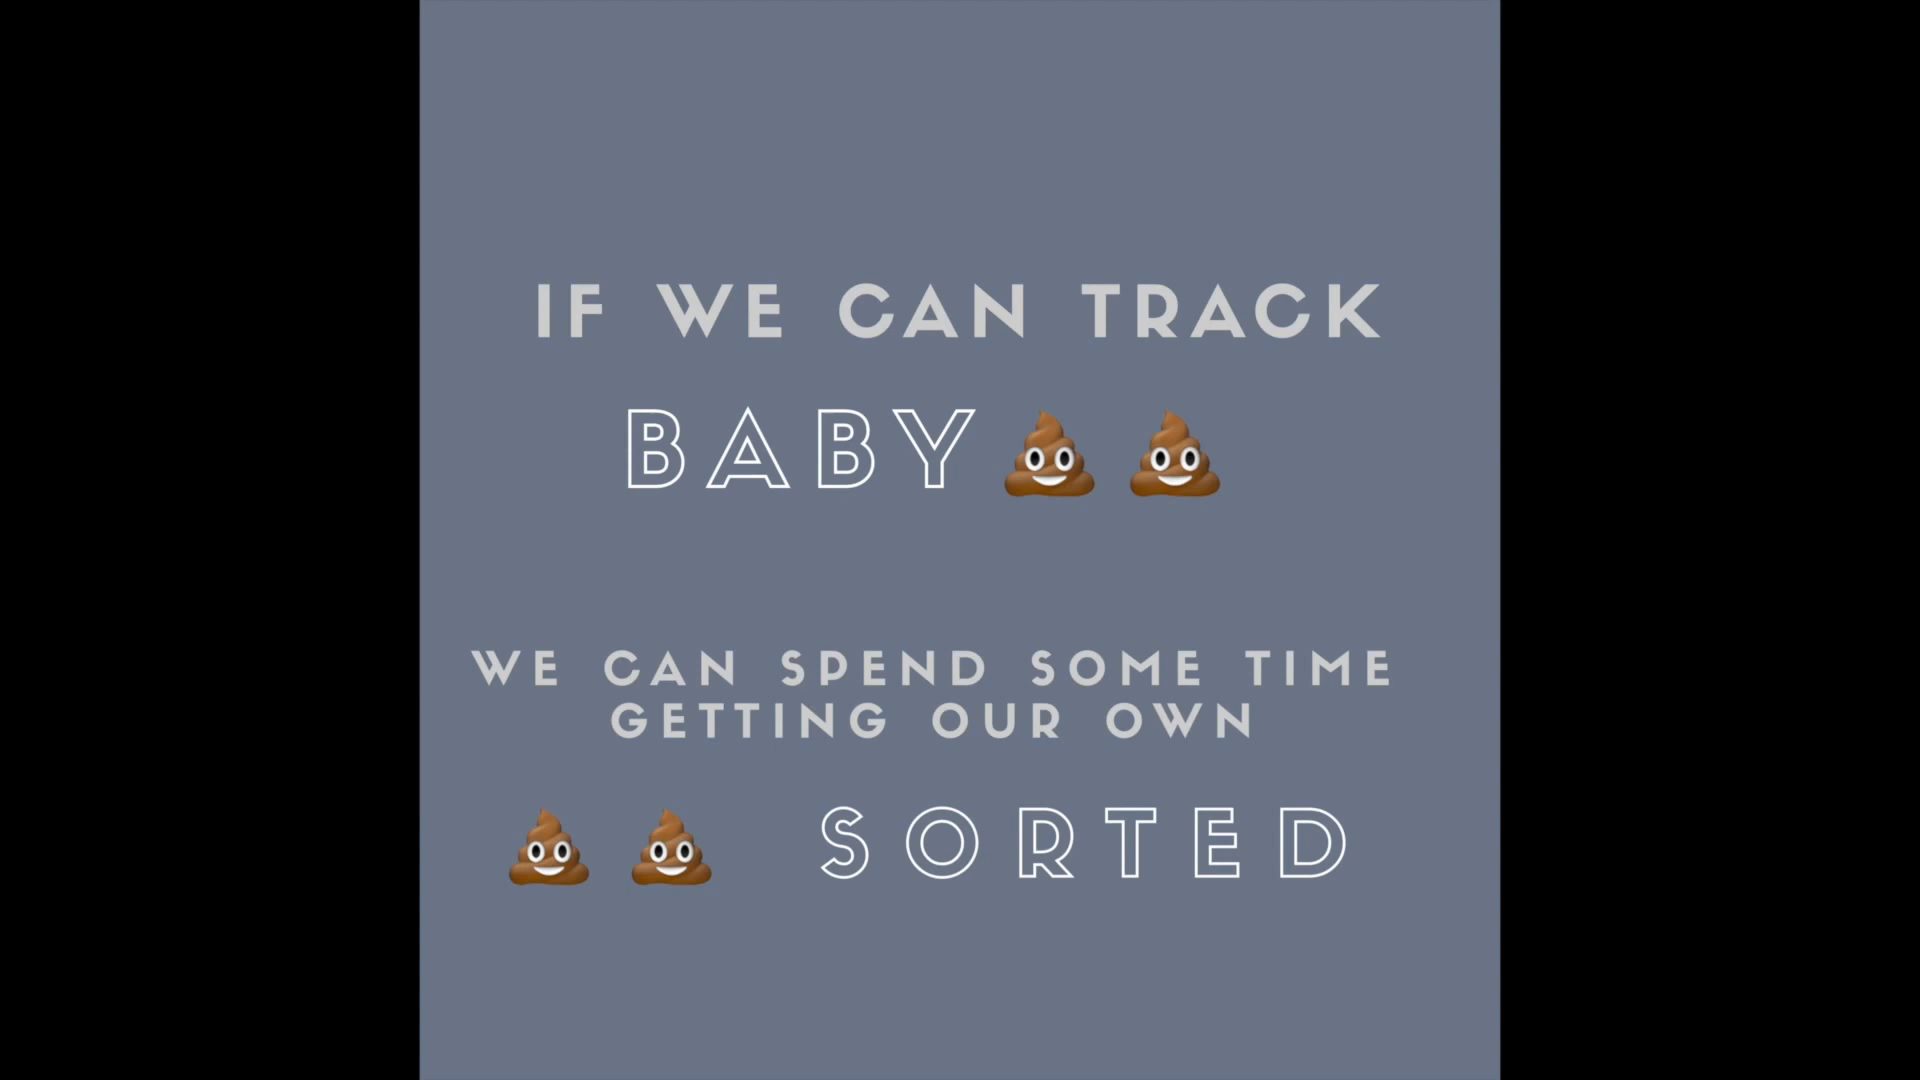 IF WE CAN TRACK
BABY💩💩
WE CAN SPEND SOME TIME
GETTING OUR OWN
💩💩 SORTED